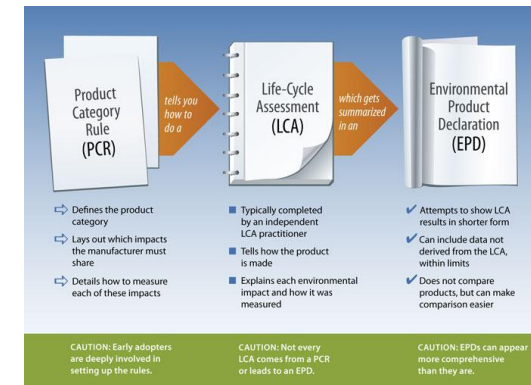 Product
Category
Rule
(PCR)
tells you
how to
do a
Life-Cycle
Assessment
(LCA)
which gets
summarized
in an
Environmental
Product
Declaration
(EPD)
Defines the product
category
Lays out which impacts
the manufacturer must
share
Details how to measure
each of these impacts
Typically completed
by an independent
LCA practitioner
Tells how the product
is made
Explains each environmental
impact and how it was
measured
Attempts to show LCA
results in shorter form
Can include data not
derived from the LCA,
within limits
Does not compare
products, but can make
comparison easier
CAUTION: Early adopters
are deeply involved in
setting up the rules.
CAUTION: Not every
LCA comes from a PCR
or leads to an EPD.
CAUTION: EPDs can appear
more comprehensive
than they are.